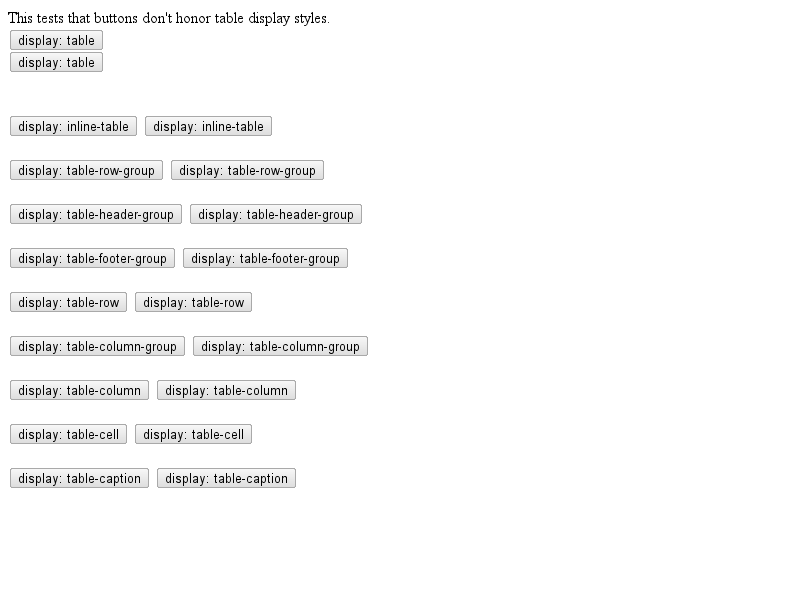 This tests that buttons don't honor table display styles.
display: table
display: table
display: inline-table display: inline-table
display: table-row-group display: table-row-group
display: table-header-group display: table-header-group
display: table-footer-group display: table-footer-group
display: table-row display: table-row
display: table-column-group display: table-column-group
display: table-column display: table-column
display: table-cell display: table-cell
display: table-caption display: table-caption